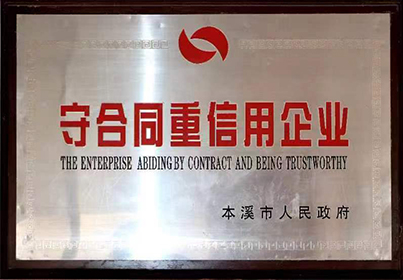 守合同重信用企业
THE ENTERPRISE ABIDING BY CONTRACT AND BEING TRUSTWORTHY
本溪市人民政府